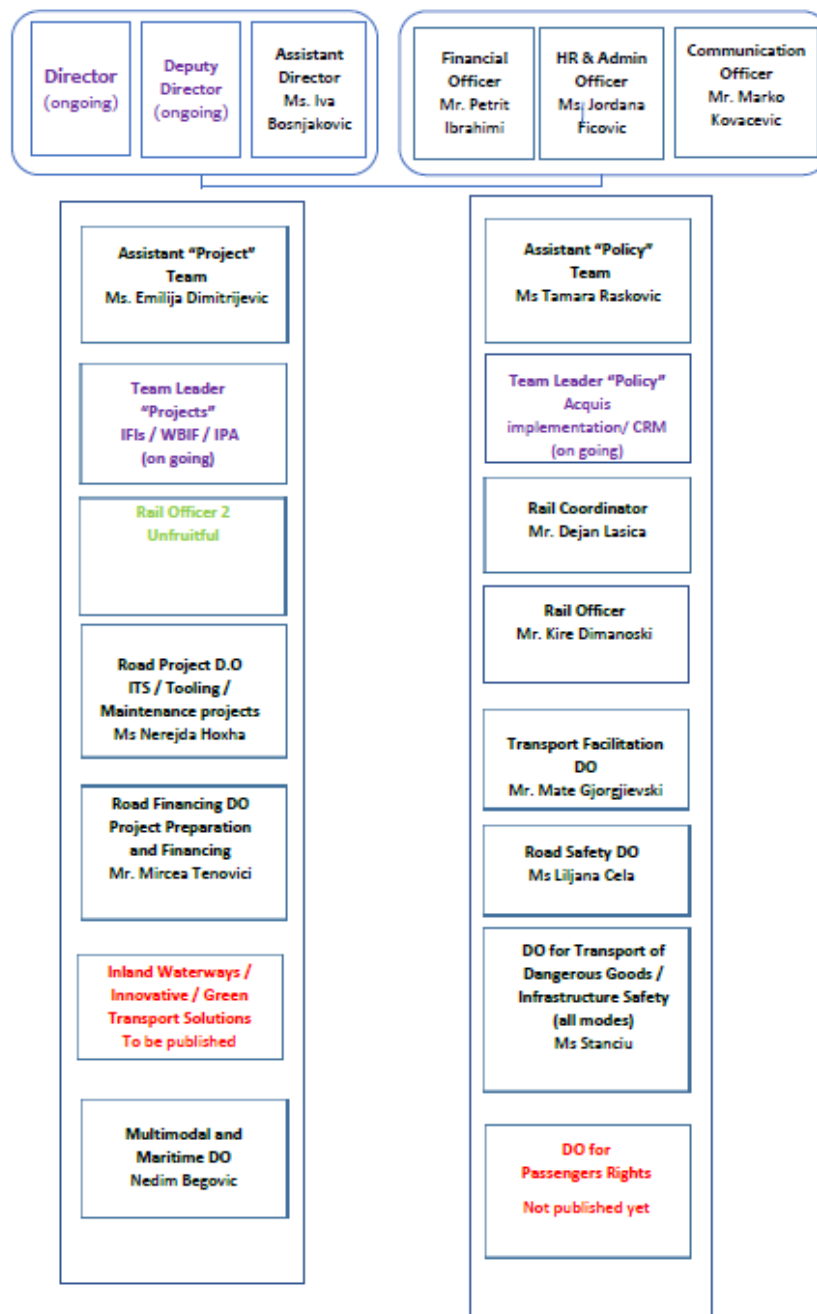 Director
(ongoing)
Deputy
Director
(ongoing)
Assistant
Director
Ms. Iva
Bosnjakovic
Financial
Officer
Mr. Petrit
Ibrahimi
HR & Admin
Officer
Ms. Jordana
Ficovic
Communication
Officer
Mr. Marko
Kovacevic
Assistant “Project”
Team
Ms. Emilija Dimitrijevic
Team Leader
“Projects”
IFIs / WBIF / IPA
(on going)
Rail Officer 2
Unfruitful
Road Project D.O
ITS / Tooling /
Maintenance projects
Ms Nerejda Hoxha
Road Financing DO
Project Preparation
and Financing
Mr. Mircea Tenovici
Inland Waterways /
Innovative / Green
Transport Solutions
To be published
Multimodal and
Maritime DO
Nedim Begovic
Assistant “Policy”
Team
Ms Tamara Raskovic
Team Leader “Policy”
Acquis
implementation/ CRM
(on going)
Rail Coordinator
Mr. Dejan Lasica
Rail Officer
Mr. Kire Dimanoski
Transport Facilitation
DO
Mr. Mate Gjorgjievski
Road Safety DO
Ms Liljana Cela
DO for Transport of
Dangerous Goods /
Infrastructure Safety
(all modes)
Ms Stanciu
DO for
Passengers Rights
Not published yet